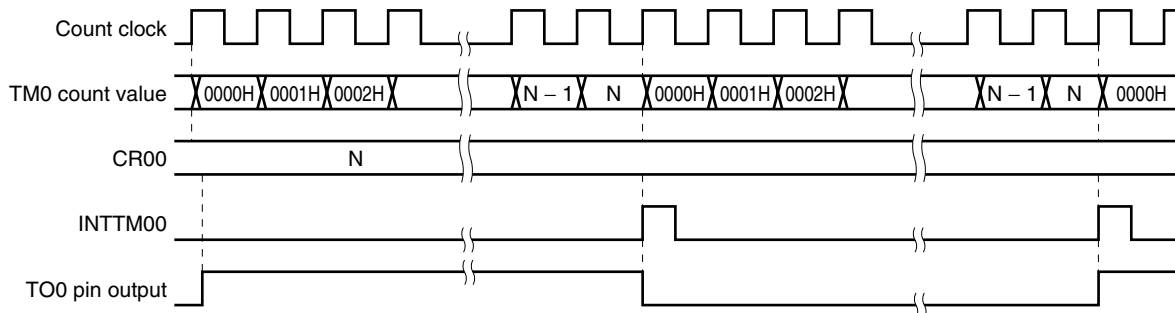 Count clock
TM0 count value 0000H 0001H 0002H N – 1 N 0000H 0001H 0002H N – 1 N 0000H
CR00 N
INTTM00
TO0 pin output